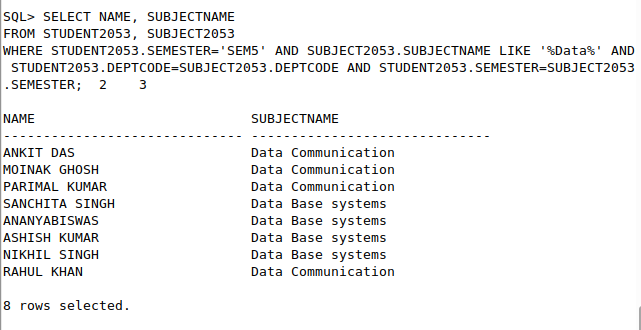 SQL> SELECT NAME, SUBJECTNAME
FROM STUDENT2053, SUBJECT2053
WHERE STUDENT2053.SEMESTER='SEM5' AND SUBJECT2053.SUBJECTNAME LIKE '%Data%' AND
 STUDENT2053.DEPTCODE=SUBJECT2053.DEPTCODE AND STUDENT2053.SEMESTER=SUBJECT2053
.SEMESTER;  2    3

NAME                           SUBJECTNAME
------------------------------ ------------------------------
ANKIT DAS                      Data Communication
MOINAK GHOSH                   Data Communication
PARIMAL KUMAR                  Data Communication
SANCHITA SINGH                 Data Base systems
ANANYABISWAS                   Data Base systems
ASHISH KUMAR                   Data Base systems
NIKHIL SINGH                   Data Base systems
RAHUL KHAN                     Data Communication

8 rows selected.